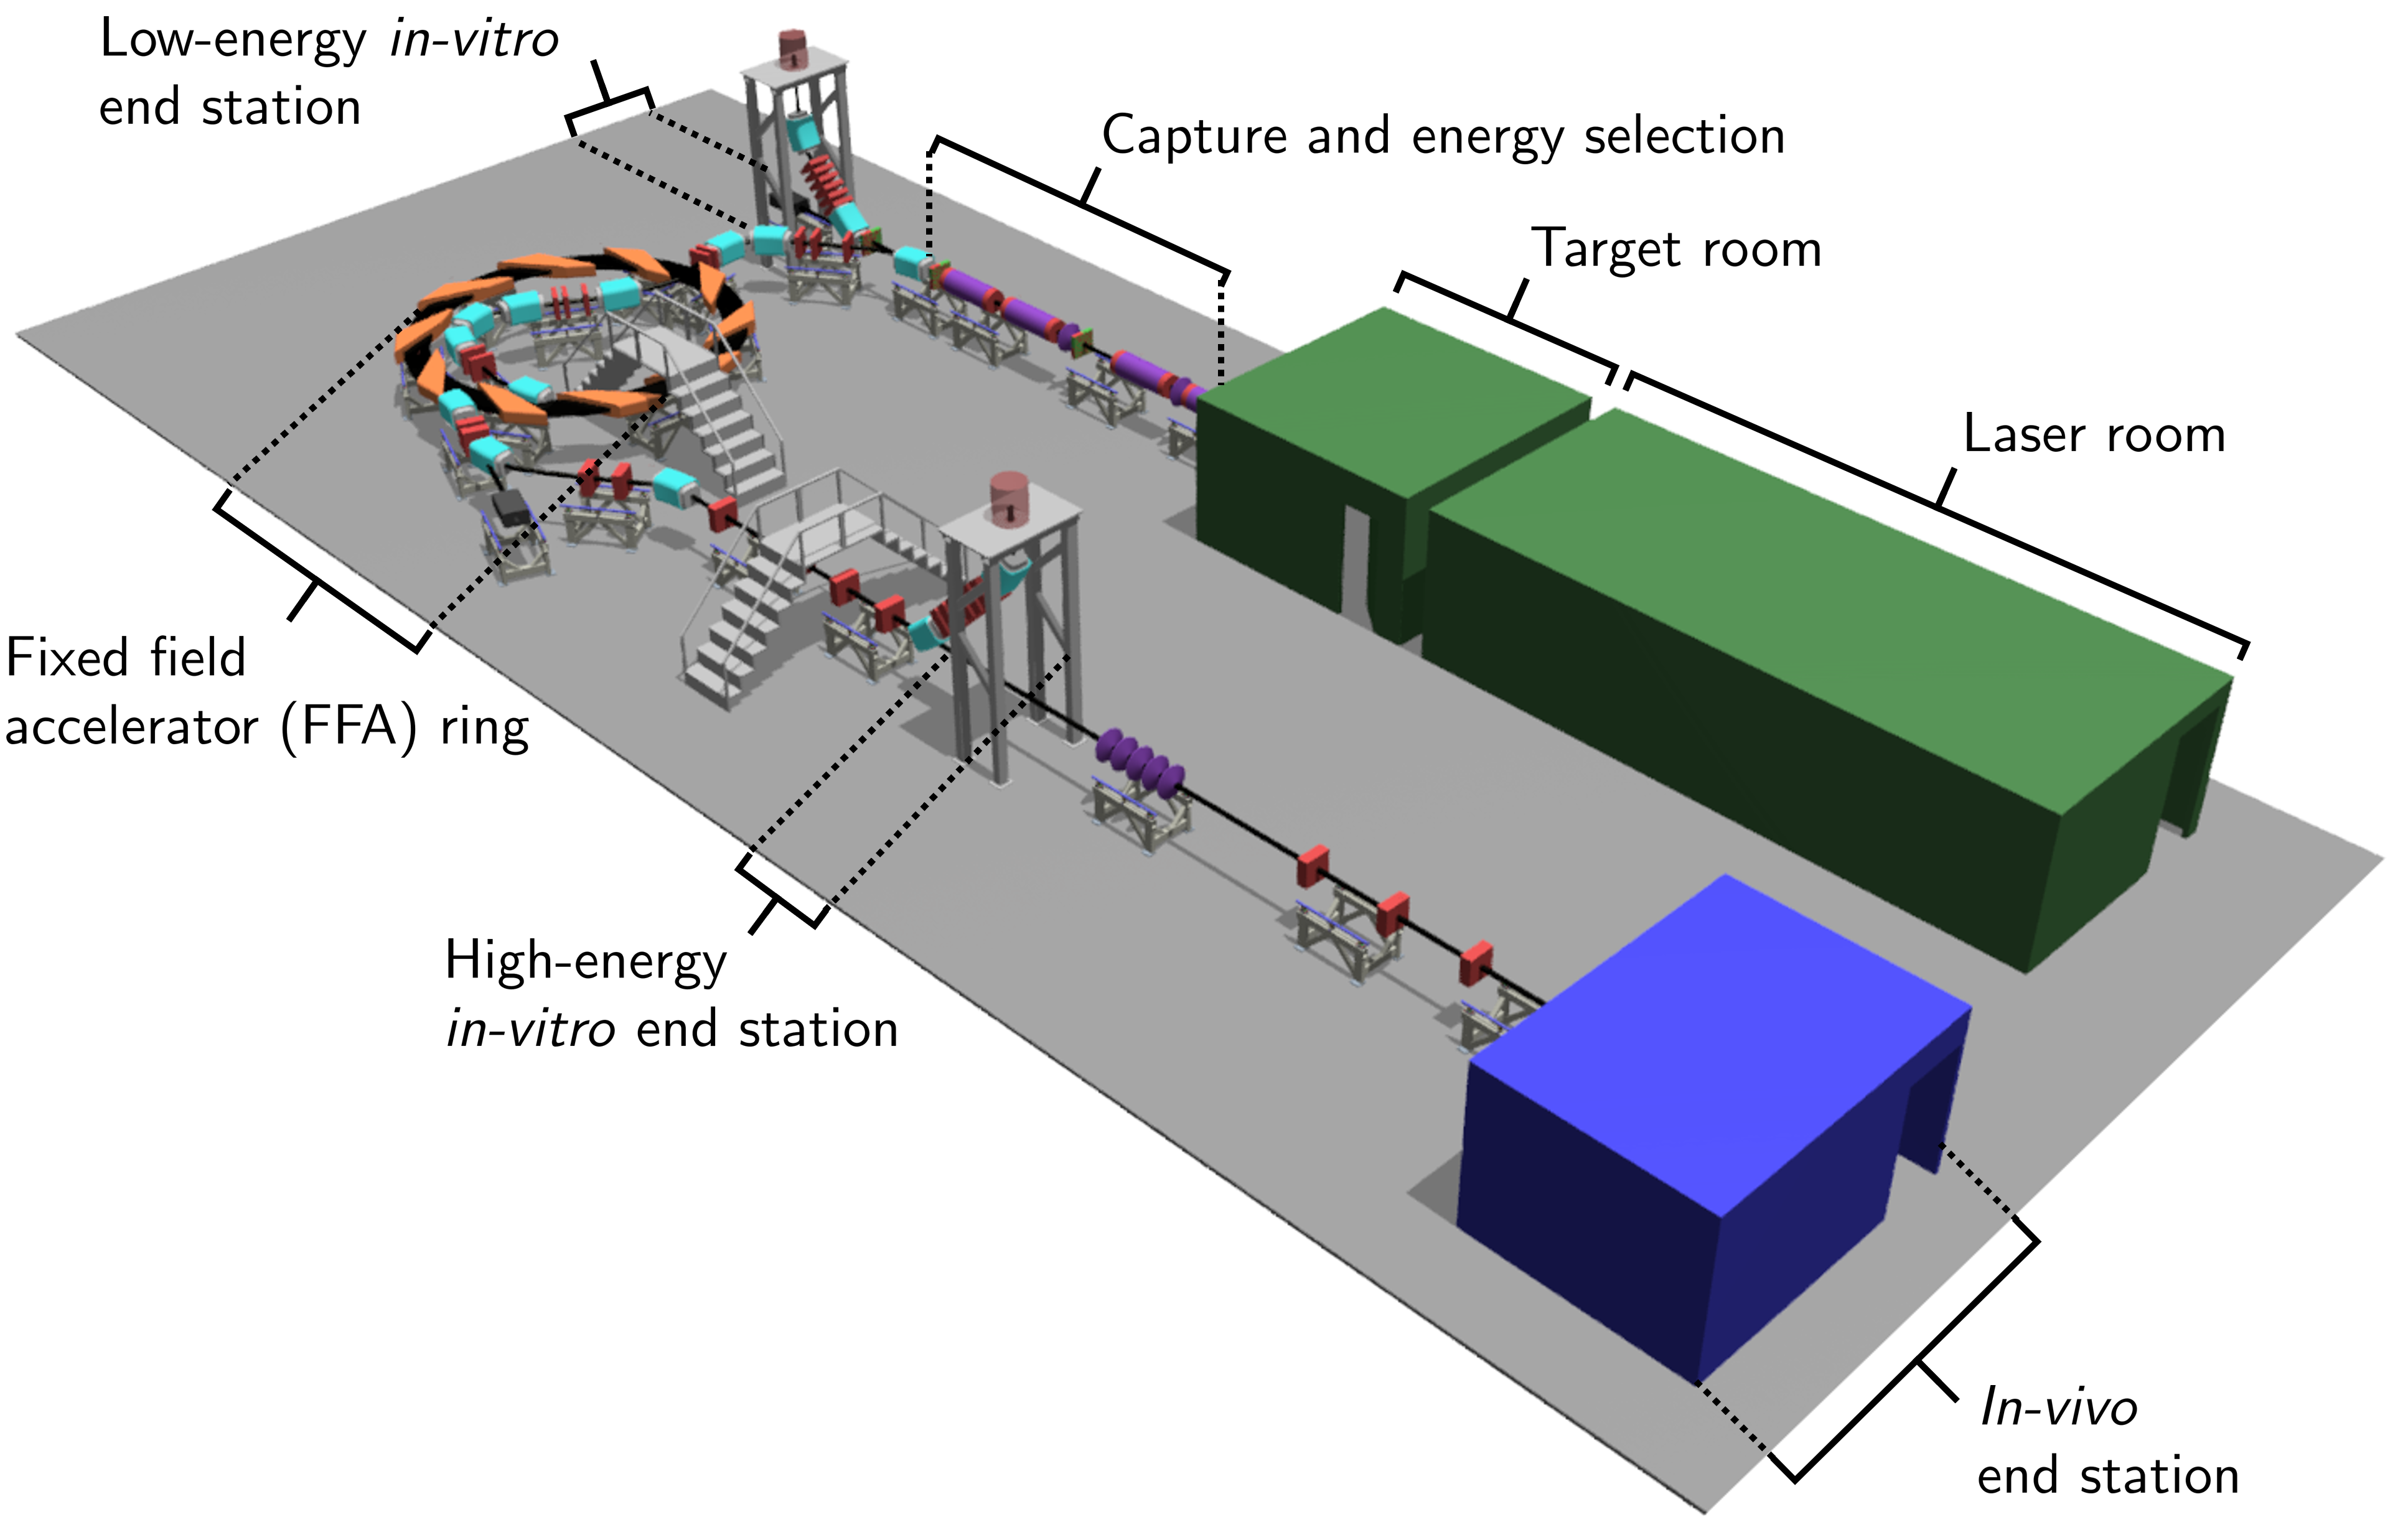 Low-energy in-vitro
end station
Capture and energy selection
Target room
Laser room
Fixed field
accelerator (FFA) ring
High-energy
in-vitro end station
In-vivo
end station